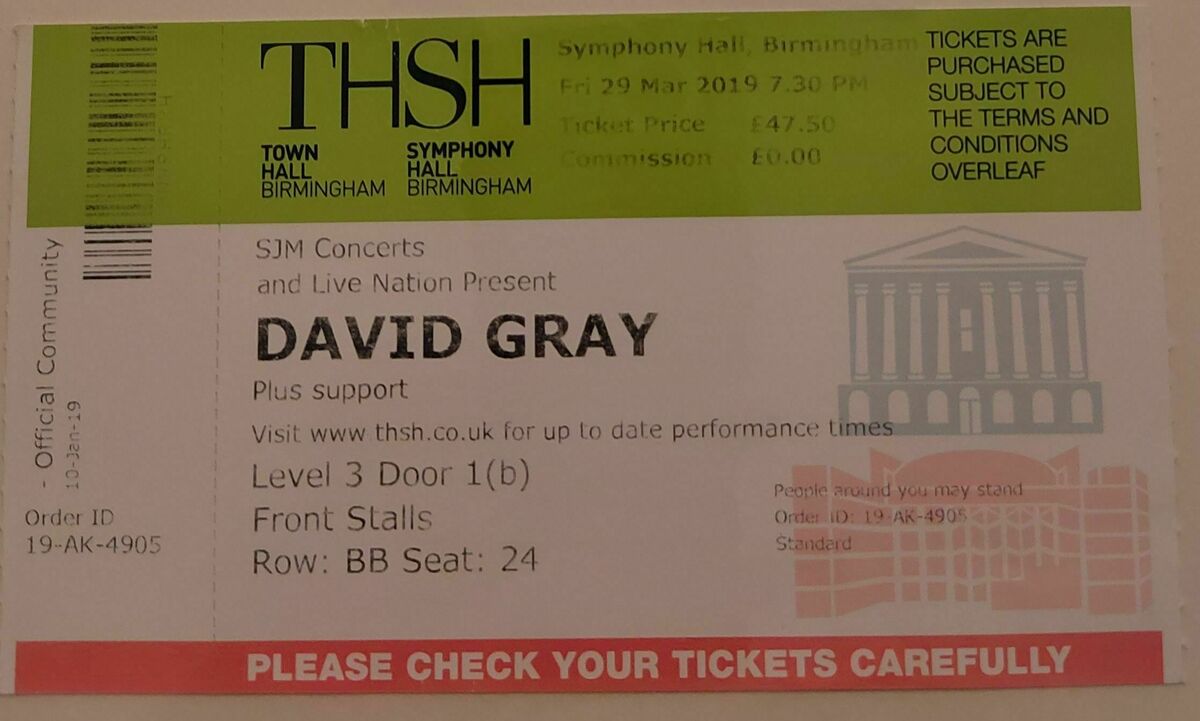 THSH
TOWN
HALL
BIRMINGHAM
SYMPHONY
HALL
BIRMINGHAM
Symphony Hall, Birmingham
Fri 29 Mar 2019 7.30 PM
Ticket Price £47.50
Commission £0.00
TICKETS ARE
PURCHASED
SUBJECT TO
THE TERMS AND
CONDITIONS
OVERLEAF
- Official Community
10-Jan-19
Order ID
19-AK-4905
SJM Concerts
and Live Nation Present
DAVID GRAY
Plus support
Visit www.thsh.co.uk for up to date performance times
Level 3 Door 1(b)
Front Stalls
Row: BB Seat: 24
People around you may stand
Order ID: 19-AK-4905
Standard
PLEASE CHECK YOUR TICKETS CAREFULLY